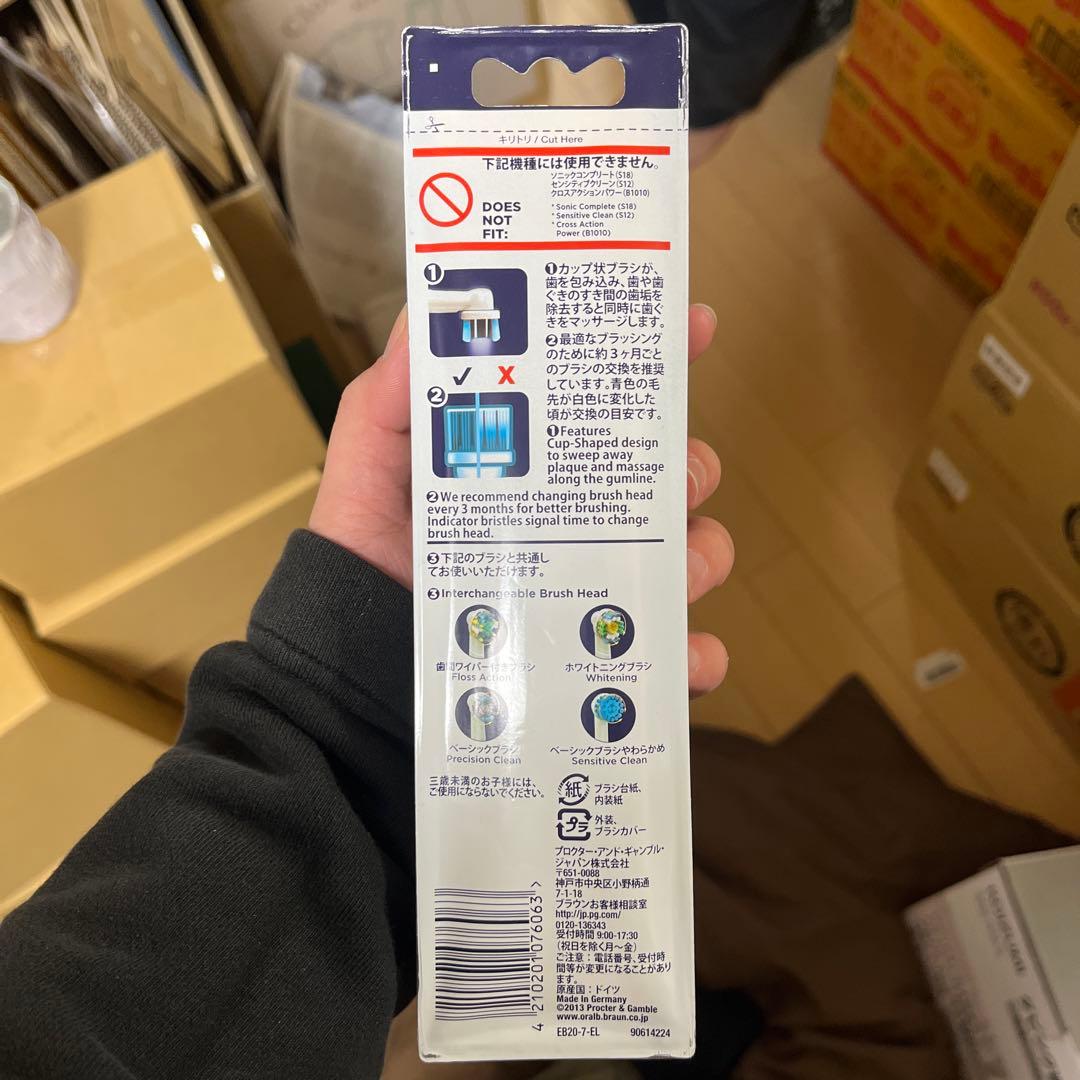 キリトリ / Cut Here
下記機種には使用できません。
ソニックコンプリート(S18)
センシティブクリーン(S12)
クロスアクションパワー(B1010)
DOES
NOT
FIT:
* Sonic Complete (S18)
* Sensitive Clean (S12)
* Cross Action
Power (B1010)
1
❶カップ状ブラシが、
歯を包み込み、歯や歯
ぐきのすき間の歯垢を
除去すると同時に歯ぐ
きをマッサージします。
2
❷最適なブラッシング
のために約3ヶ月ごと
のブラシの交換を推奨
しています。青色の毛
先が白色に変化した
頃が交換の目安です。
❶Features
Cup-Shaped design
to sweep away
plaque and massage
along the gumline.
❷We recommend changing brush head
every 3 months for better brushing.
Indicator bristles signal time to change
brush head.
❸下記のブラシと共通し
てお使いいただけます。
❸Interchangeable Brush Head
歯間ワイパー付きブラシ
Floss Action
ホワイトニングブラシ
Whitening
ベーシックブラシ
Precision Clean
ベーシックブラシやわらかめ
Sensitive Clean
三歳未満のお子様には、
ご使用にならないでください。
紙
ブラシ台紙、
内装紙
プラ
外装、
ブラシカバー
プロクター・アンド・ギャンブル・
ジャパン株式会社
〒651-0088
神戸市中央区小野柄通
7-1-18
ブラウンお客様相談室
http://jp.pg.com/
0120-136343
受付時間 9:00-17:30
(祝日を除く月～金)
ご注意：電話番号、受付時
間等が変更になることがあり
ます。
原産国：ドイツ
Made in Germany
©2013 Procter & Gamble
www.oralb.braun.co.jp
EB20-7-EL 90614224
4 210201 076063 >